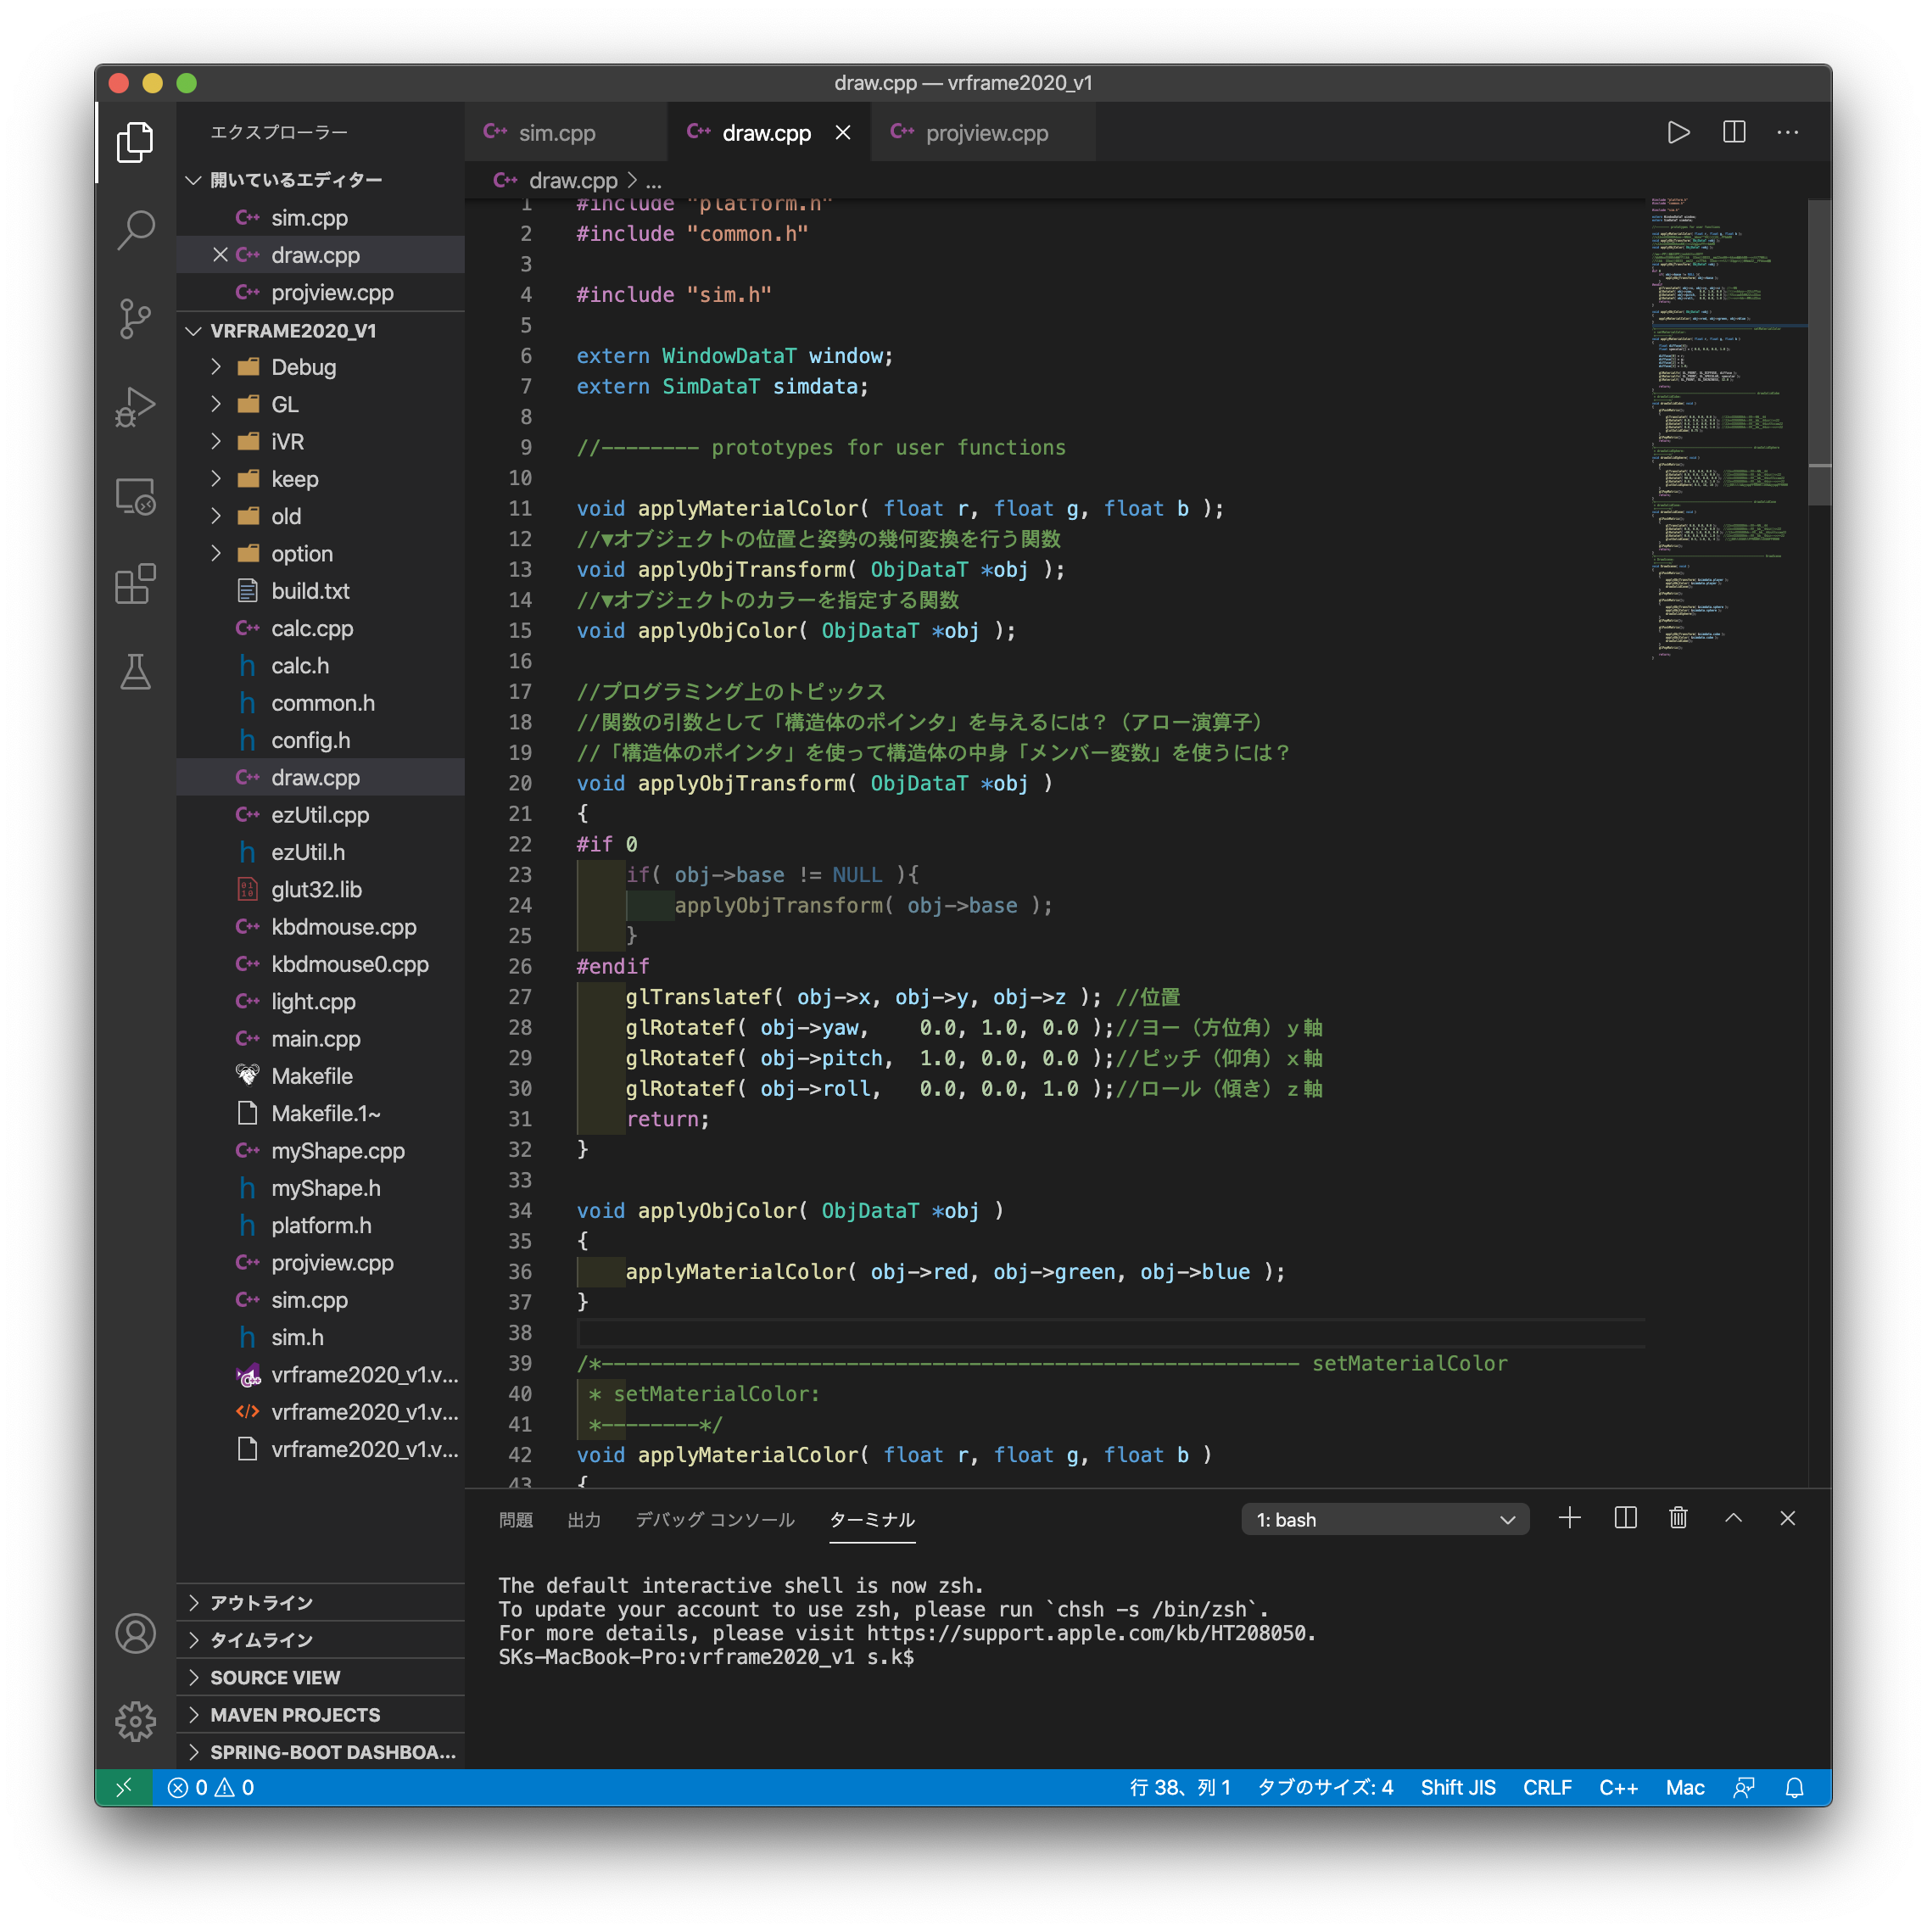 draw.cpp — vrframe2020_v1
エクスプローラー
sim.cpp
draw.cpp
projview.cpp
開いているエディター
sim.cpp
draw.cpp
projview.cpp
VRFRAME2020_V1
Debug
GL
iVR
keep
old
option
build.txt
calc.cpp
calc.h
common.h
config.h
draw.cpp
ezUtil.cpp
ezUtil.h
glut32.lib
kbdmouse.cpp
kbdmouse0.cpp
light.cpp
main.cpp
Makefile
Makefile.1~
myShape.cpp
myShape.h
platform.h
projview.cpp
sim.cpp
sim.h
vrframe2020_v1.v...
vrframe2020_v1.v...
vrframe2020_v1.v...
アウトライン
タイムライン
SOURCE VIEW
MAVEN PROJECTS
SPRING-BOOT DASHBOA...
draw.cpp > ...
1 #include "platform.h"
2 #include "common.h"
3
4 #include "sim.h"
5
6 extern WindowDataT window;
7 extern SimDataT simdata;
8
9 //-------- prototypes for user functions
10
11 void applyMaterialColor( float r, float g, float b );
12 //▼オブジェクトの位置と姿勢の幾何変換を行う関数
13 void applyObjTransform( ObjDataT *obj );
14 //▼オブジェクトのカラーを指定する関数
15 void applyObjColor( ObjDataT *obj );
16
17 //プログラミング上のトピックス
18 //関数の引数として「構造体のポインタ」を与えるには？（アロー演算子）
19 //「構造体のポインタ」を使って構造体の中身「メンバー変数」を使うには？
20 void applyObjTransform( ObjDataT *obj )
21 {
22 #if 0
23     if( obj->base != NULL ){
24         applyObjTransform( obj->base );
25     }
26 #endif
27     glTranslatef( obj->x, obj->y, obj->z ); //位置
28     glRotatef( obj->yaw,    0.0, 1.0, 0.0 );//ヨー（方位角）ｙ軸
29     glRotatef( obj->pitch,  1.0, 0.0, 0.0 );//ピッチ（仰角）ｘ軸
30     glRotatef( obj->roll,   0.0, 0.0, 1.0 );//ロール（傾き）ｚ軸
31     return;
32 }
33
34 void applyObjColor( ObjDataT *obj )
35 {
36     applyMaterialColor( obj->red, obj->green, obj->blue );
37 }
38
39 /*--------------------------------------------------------- setMaterialColor
40  * setMaterialColor:
41  *--------*/
42 void applyMaterialColor( float r, float g, float b )
43 {
問題 出力 デバッグ コンソール ターミナル 1: bash
The default interactive shell is now zsh.
To update your account to use zsh, please run `chsh -s /bin/zsh`.
For more details, please visit https://support.apple.com/kb/HT208050.
SKs-MacBook-Pro:vrframe2020_v1 s.k$
0 0 行 38、列 1 タブのサイズ: 4 Shift JIS CRLF C++ Mac